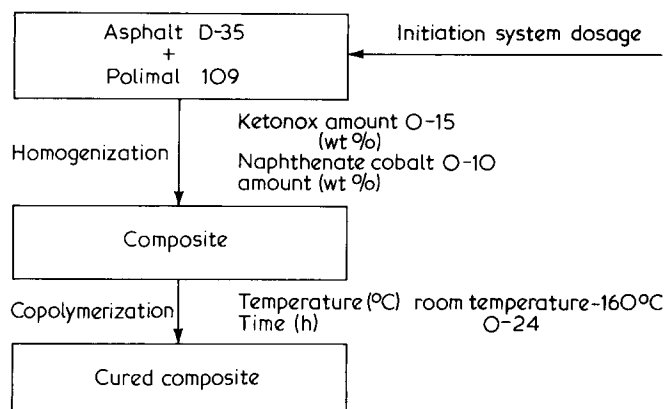 Asphalt D-35
+
Polimal 109
Initiation system dosage
Homogenization
Ketonox amount 0-15
(wt %)
Naphthenate cobalt 0-10
amount (wt %)
Composite
Copolymerization
Temperature (°C) room temperature-160°C
Time (h) 0-24
Cured composite